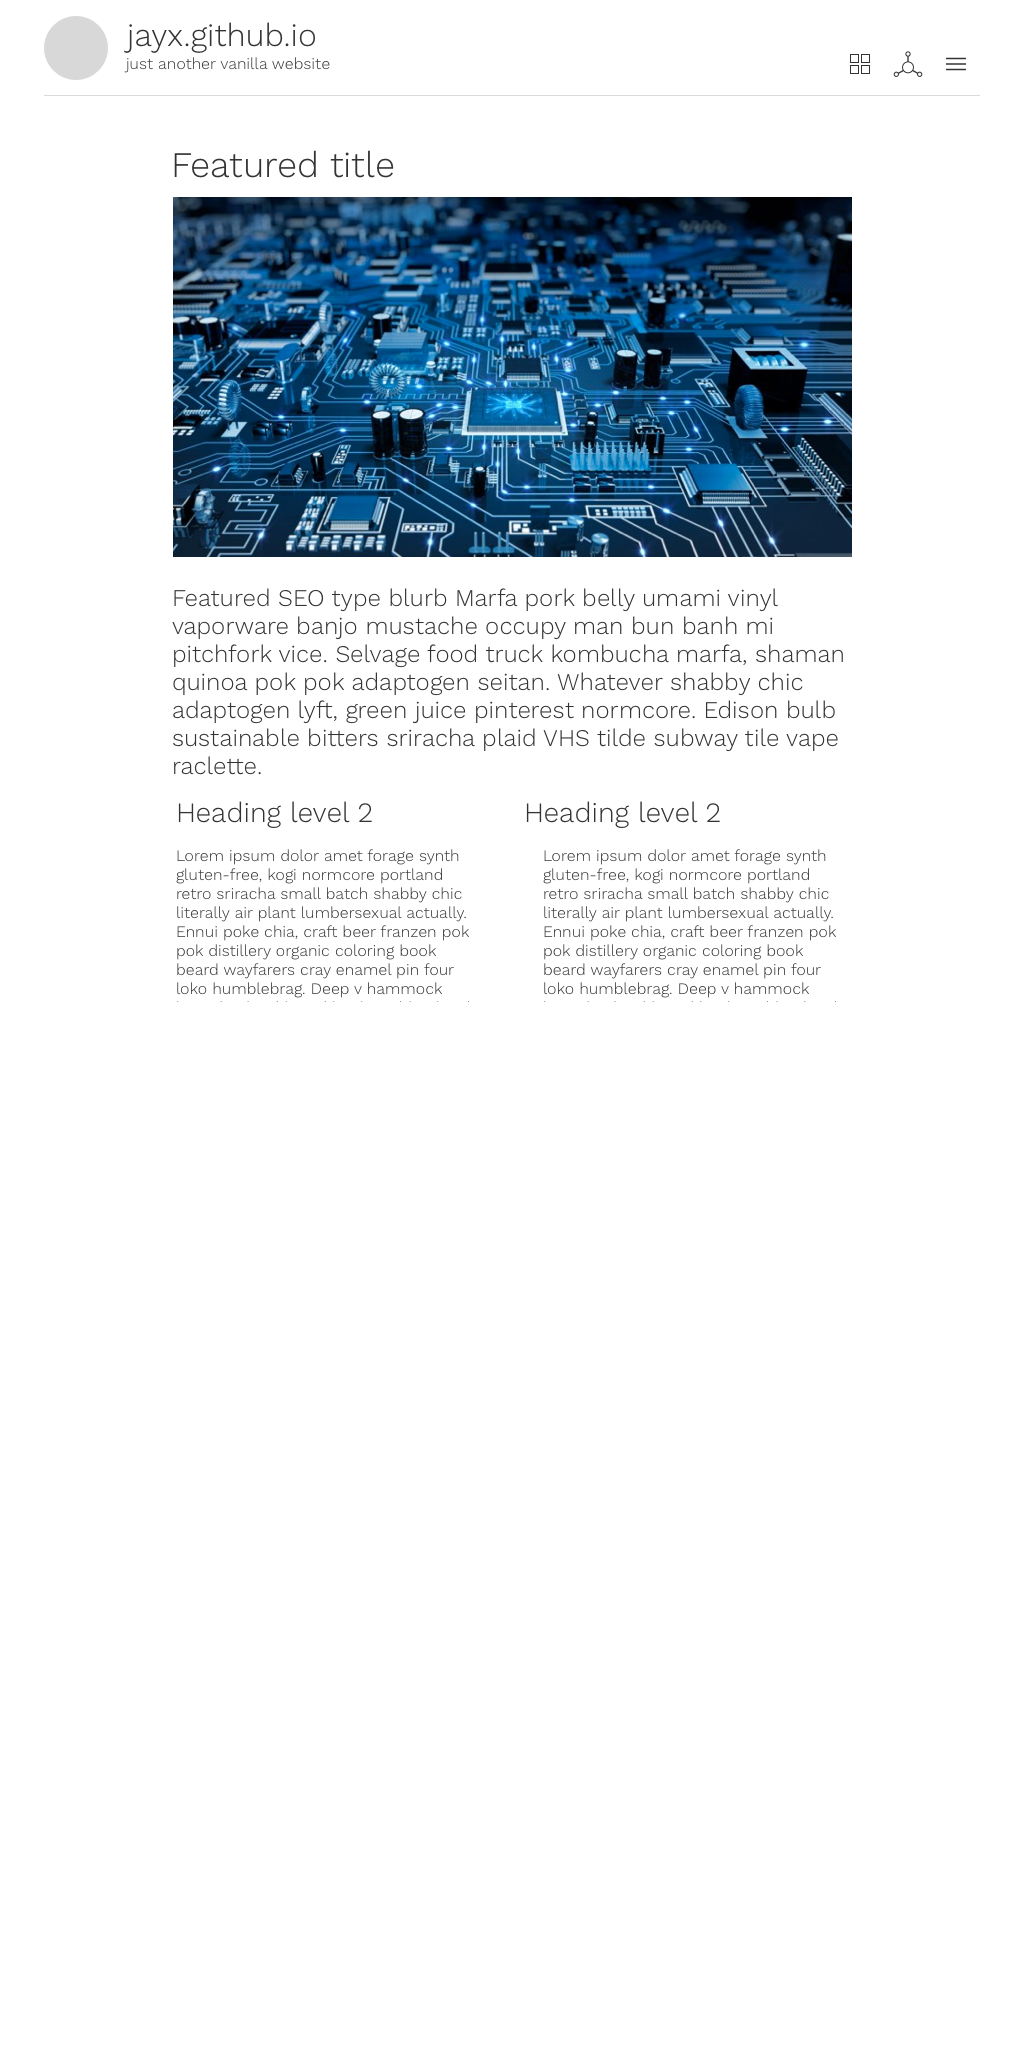 jayx.github.io
just another vanilla website
Featured title
Featured SEO type blurb Marfa pork belly umami vinyl
vaporware banjo mustache occupy man bun banh mi
pitchfork vice. Selvage food truck kombucha marfa, shaman
quinoa pok pok adaptogen seitan. Whatever shabby chic
adaptogen lyft, green juice pinterest normcore. Edison bulb
sustainable bitters sriracha plaid VHS tilde subway tile vape
raclette.
Heading level 2
Lorem ipsum dolor amet forage synth
gluten-free, kogi normcore portland
retro sriracha small batch shabby chic
literally air plant lumbersexual actually.
Ennui poke chia, craft beer franzen pok
pok distillery organic coloring book
beard wayfarers cray enamel pin four
loko humblebrag. Deep v hammock
Heading level 2
Lorem ipsum dolor amet forage synth
gluten-free, kogi normcore portland
retro sriracha small batch shabby chic
literally air plant lumbersexual actually.
Ennui poke chia, craft beer franzen pok
pok distillery organic coloring book
beard wayfarers cray enamel pin four
loko humblebrag. Deep v hammock